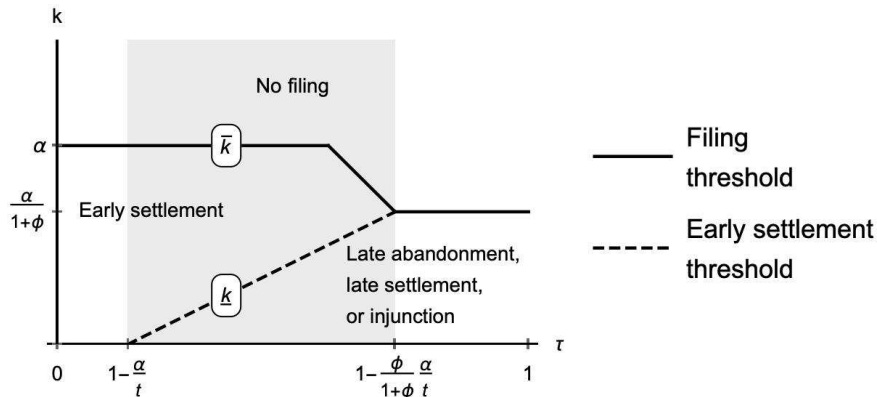 k
No filing
α
k̅
α/(1+ϕ)
Early settlement
Late abandonment,
late settlement,
or injunction
k̲
τ
0
1-α/t
1-ϕ/(1+ϕ) α/t
1
Filing
threshold
Early settlement
threshold